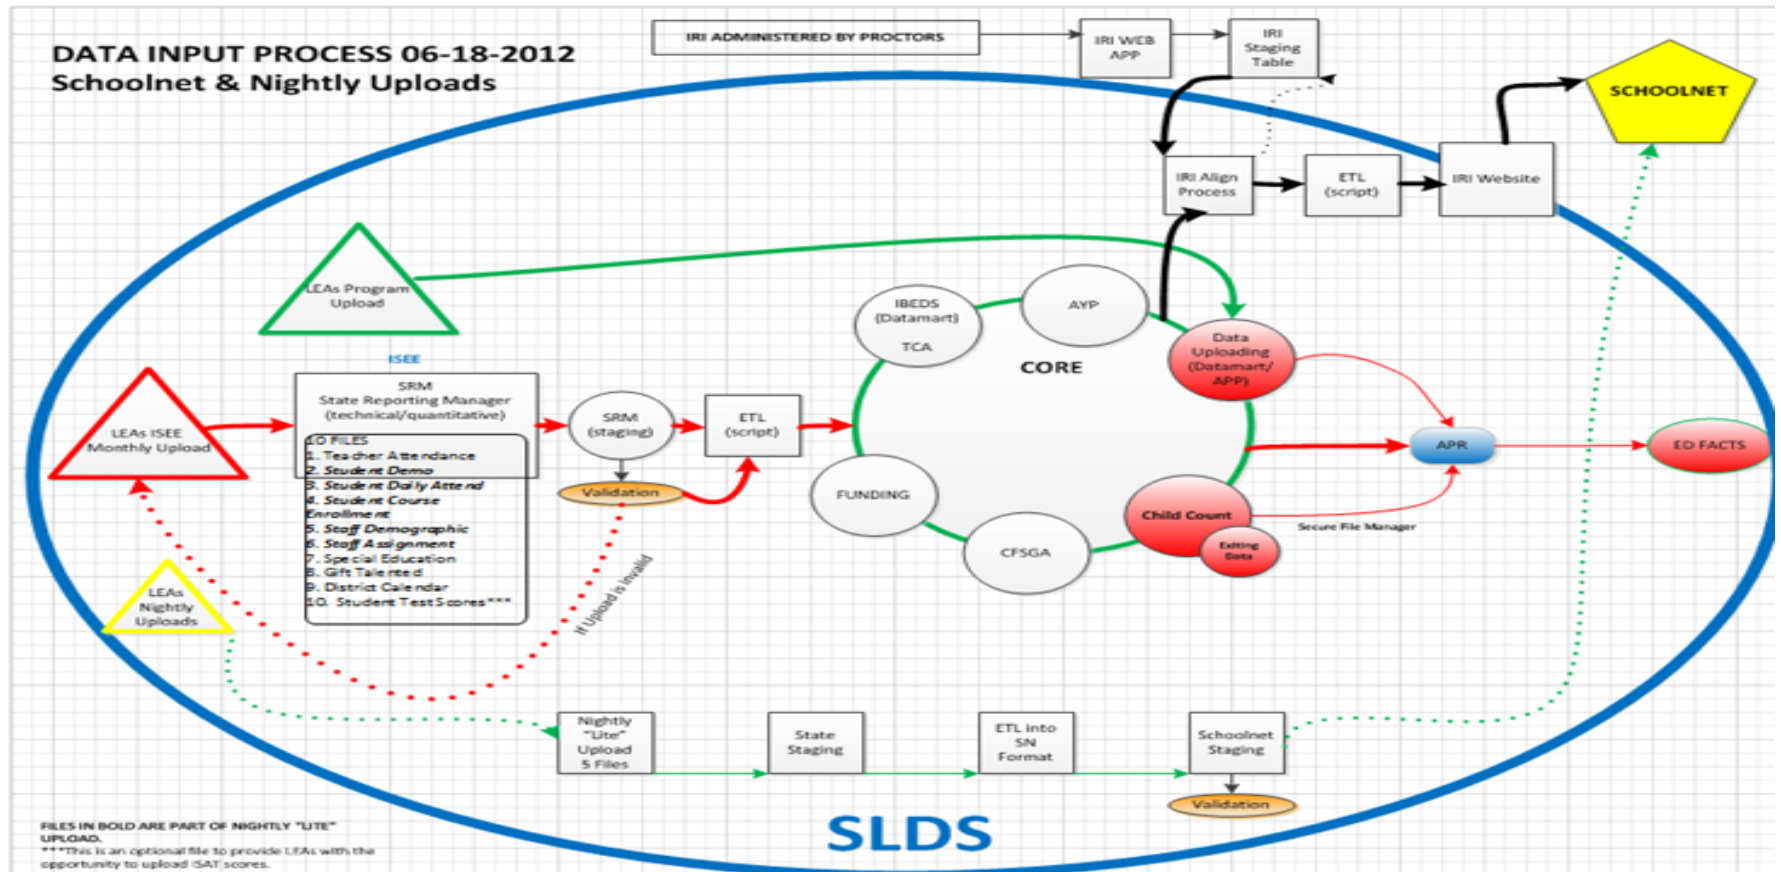 DATA INPUT PROCESS 06-18-2012
Schoolnet & Nightly Uploads
IRI ADMINISTERED BY PROCTORS
IRI WEB
APP
IRI
Staging
Table
SCHOOLNET
IRI Align
Process
ETL
(script)
IRI Website
LEAs Program
Upload
IBEDS
(Datamart)
TCA
AYP
CORE
Data
Uploading
(Datamart/
APP)
ISEE
SRM
State Reporting Manager
(technical/quantitative)
10 FILES
1. Teacher Attendance
2. Student Demo
3. Student Daily Attend
4. Student Course
Enrollment
5. Staff Demographic
6. Staff Assignment
7. Special Education
8. Gift Talented
9. District Calendar
10. Student Test Scores***
LEAs ISEE
Monthly Upload
SRM
(staging)
ETL
(script)
Validation
If Upload is Invalid
FUNDING
CFSGA
Child Count
Exiting
Data
APR
ED FACTS
Secure File Manager
LEAs
Nightly
Uploads
Nightly
"Lite"
Upload
5 Files
State
Staging
ETL into
SN
Format
Schoolnet
Staging
Validation
SLDS
FILES IN BOLD ARE PART OF NIGHTLY "LITE"
UPLOAD.
***This is an optional file to provide LEAs with the
opportunity to upload ISAT scores.